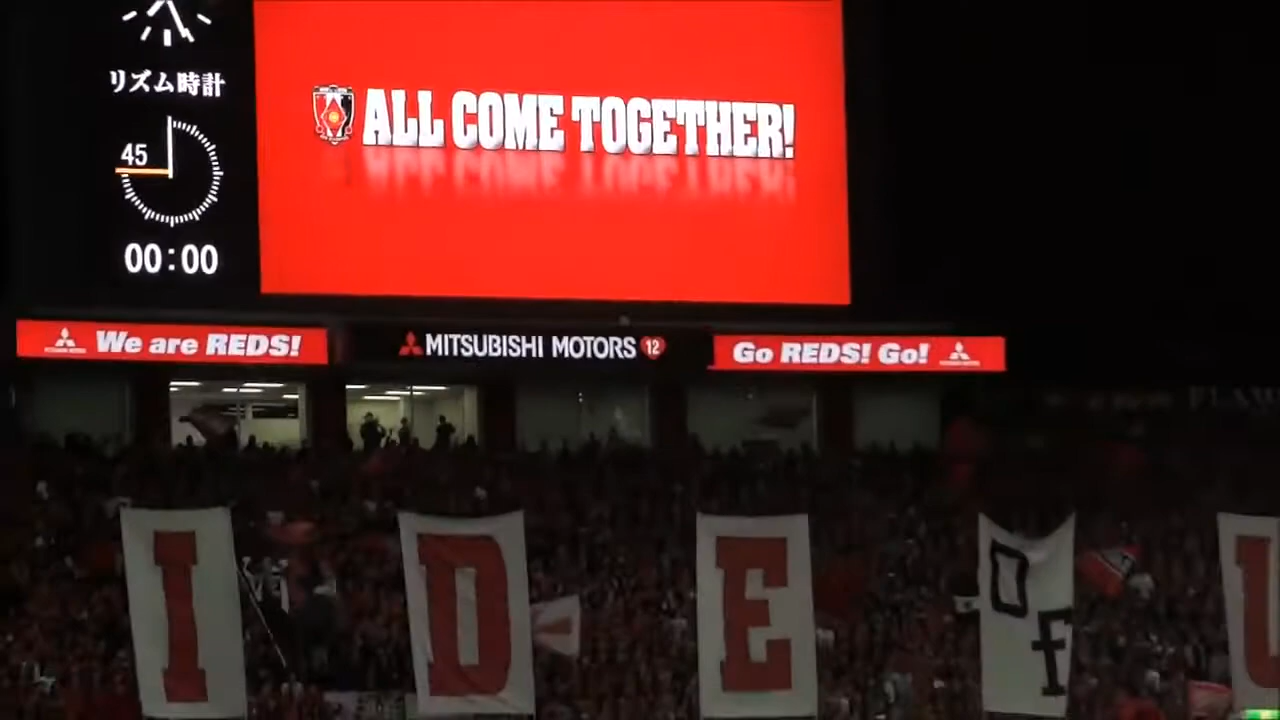 リズム時計
45
00:00
ALL COME TOGETHER!
We are REDS!
MITSUBISHI MOTORS 12
Go REDS! Go!
I D E OF U